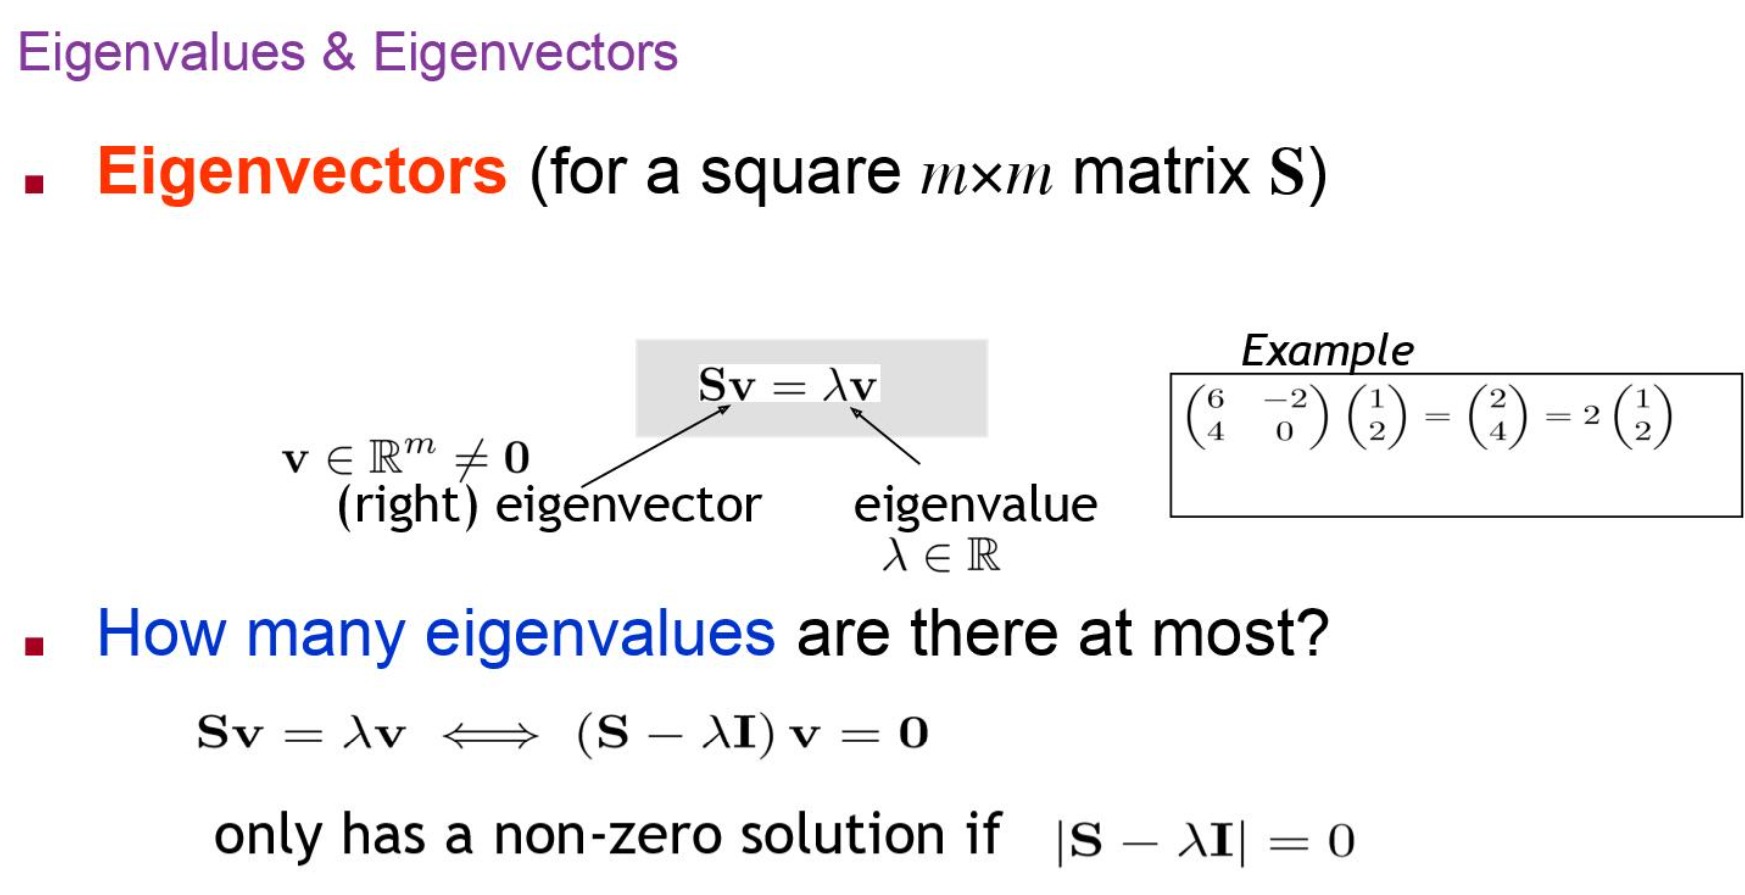 Eigenvalues & Eigenvectors
▪ Eigenvectors (for a square m×m matrix S)
Example
Sv = λv
(6 −2; 4 0) (1; 2) = (2; 4) = 2 (1; 2)
v ∈ ℝᵐ ≠ 0
(right) eigenvector eigenvalue
λ ∈ ℝ
▪ How many eigenvalues are there at most?
Sv = λv ⟺ (S − λI) v = 0
only has a non-zero solution if |S − λI| = 0